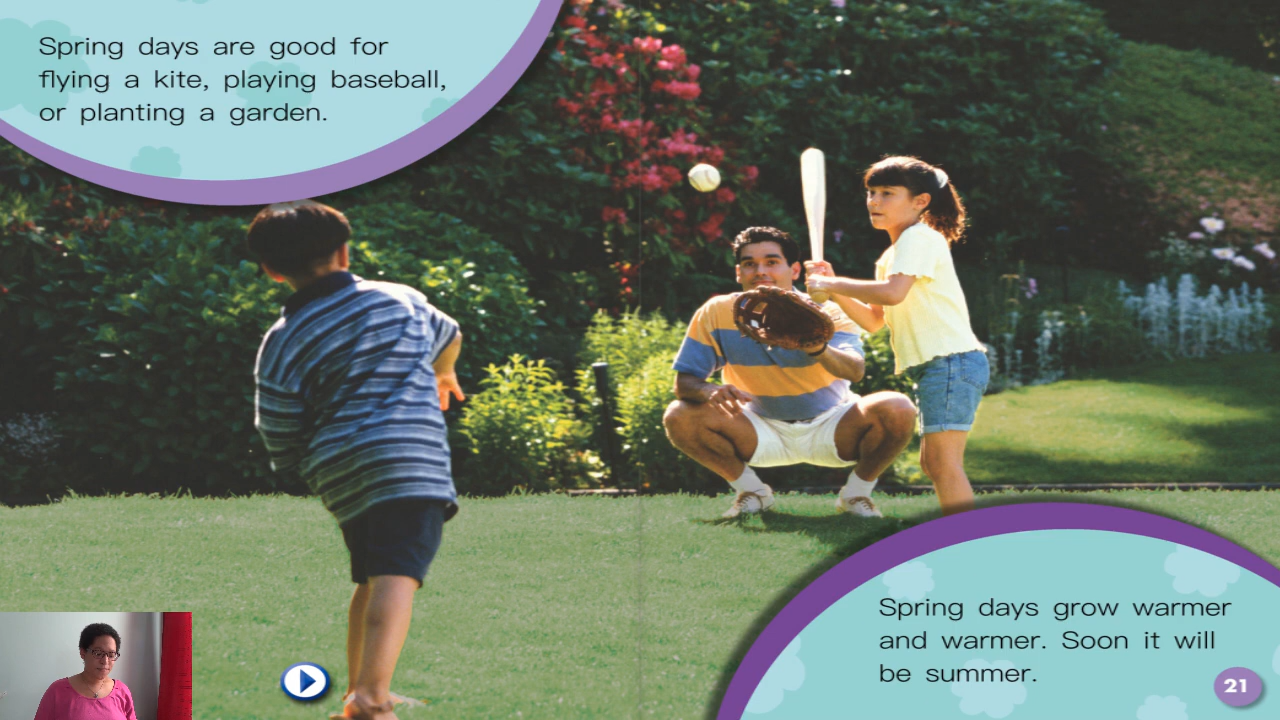 Spring days are good for
flying a kite, playing baseball,
or planting a garden.
Spring days grow warmer
and warmer. Soon it will
be summer.
21